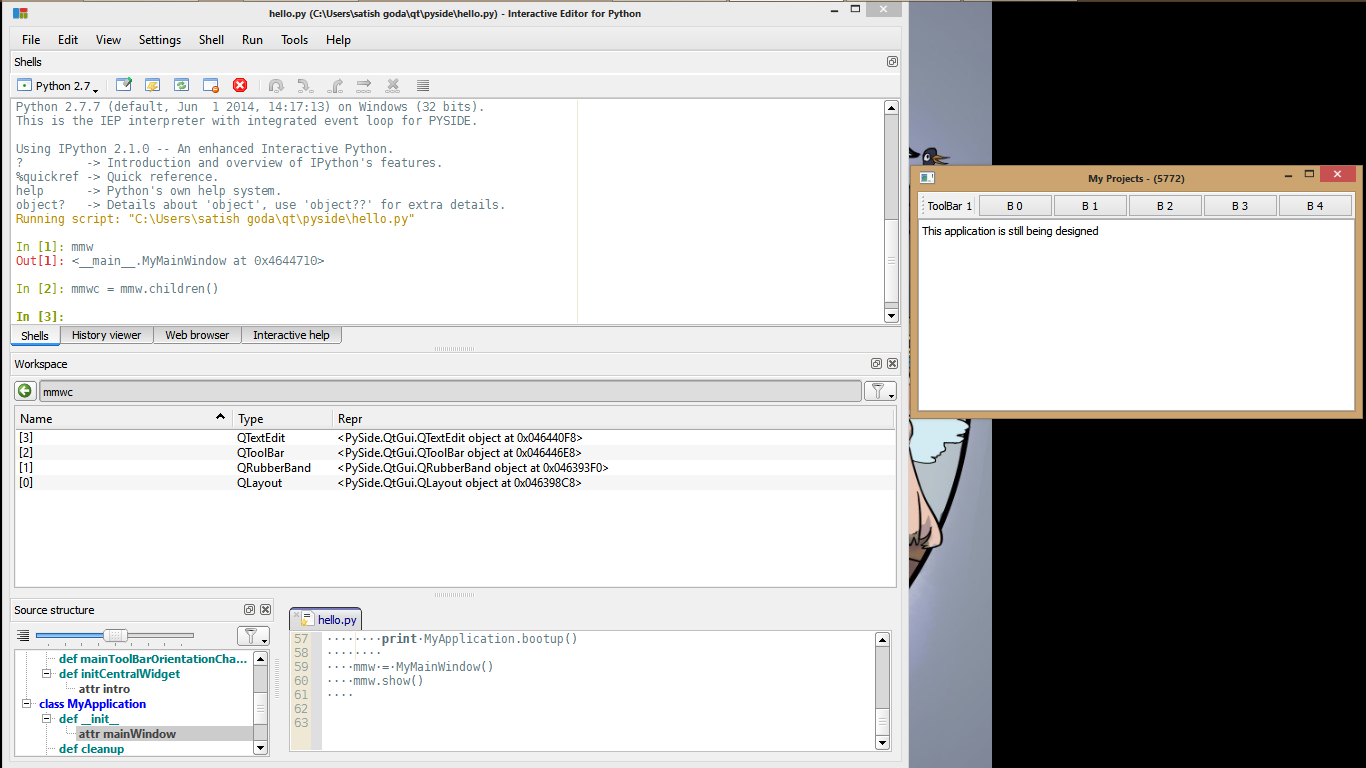 hello.py (C:\Users\satish goda\qt\pyside\hello.py) - Interactive Editor for Python
File Edit View Settings Shell Run Tools Help
Shells
Python 2.7
Python 2.7.7 (default, Jun  1 2014, 14:17:13) on Windows (32 bits).
This is the IEP interpreter with integrated event loop for PYSIDE.
Using IPython 2.1.0 -- An enhanced Interactive Python.
?         -> Introduction and overview of IPython's features.
%quickref -> Quick reference.
help      -> Python's own help system.
object?   -> Details about 'object', use 'object??' for extra details.
Running script: "C:\Users\satish goda\qt\pyside\hello.py"
In [1]: mmw
Out[1]: <__main__.MyMainWindow at 0x4644710>
In [2]: mmwc = mmw.children()
In [3]:
Shells History viewer Web browser Interactive help
Workspace
mmwc
Name Type Repr
[3] QTextEdit <PySide.QtGui.QTextEdit object at 0x046440F8>
[2] QToolBar <PySide.QtGui.QToolBar object at 0x046446E8>
[1] QRubberBand <PySide.QtGui.QRubberBand object at 0x046393F0>
[0] QLayout <PySide.QtGui.QLayout object at 0x046398C8>
Source structure
def mainToolBarOrientationCha...
def initCentralWidget
attr intro
class MyApplication
def __init__
attr mainWindow
def cleanup
hello.py
57 ········print·MyApplication.bootup()
58 ········
59 ····mmw·=·MyMainWindow()
60 ····mmw.show()
61 ····
62
63
My Projects - (5772)
ToolBar 1 B 0 B 1 B 2 B 3 B 4
This application is still being designed